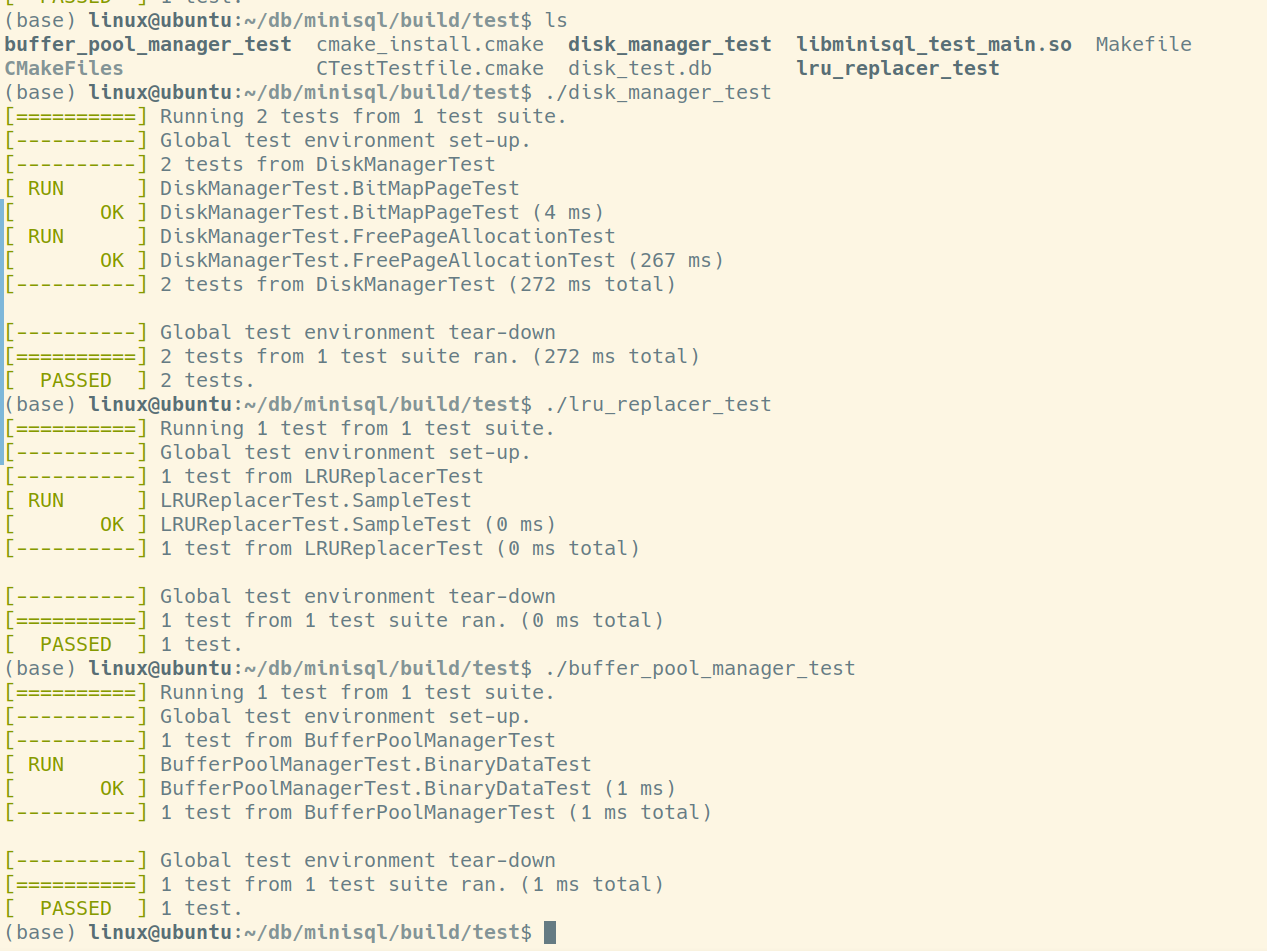 [  PASSED  ] 1 test.
(base) linux@ubuntu:~/db/minisql/build/test$ ls
buffer_pool_manager_test  cmake_install.cmake  disk_manager_test  libminisql_test_main.so  Makefile
CMakeFiles                CTestTestfile.cmake  disk_test.db       lru_replacer_test
(base) linux@ubuntu:~/db/minisql/build/test$ ./disk_manager_test
[==========] Running 2 tests from 1 test suite.
[----------] Global test environment set-up.
[----------] 2 tests from DiskManagerTest
[ RUN      ] DiskManagerTest.BitMapPageTest
[       OK ] DiskManagerTest.BitMapPageTest (4 ms)
[ RUN      ] DiskManagerTest.FreePageAllocationTest
[       OK ] DiskManagerTest.FreePageAllocationTest (267 ms)
[----------] 2 tests from DiskManagerTest (272 ms total)

[----------] Global test environment tear-down
[==========] 2 tests from 1 test suite ran. (272 ms total)
[  PASSED  ] 2 tests.
(base) linux@ubuntu:~/db/minisql/build/test$ ./lru_replacer_test
[==========] Running 1 test from 1 test suite.
[----------] Global test environment set-up.
[----------] 1 test from LRUReplacerTest
[ RUN      ] LRUReplacerTest.SampleTest
[       OK ] LRUReplacerTest.SampleTest (0 ms)
[----------] 1 test from LRUReplacerTest (0 ms total)

[----------] Global test environment tear-down
[==========] 1 test from 1 test suite ran. (0 ms total)
[  PASSED  ] 1 test.
(base) linux@ubuntu:~/db/minisql/build/test$ ./buffer_pool_manager_test
[==========] Running 1 test from 1 test suite.
[----------] Global test environment set-up.
[----------] 1 test from BufferPoolManagerTest
[ RUN      ] BufferPoolManagerTest.BinaryDataTest
[       OK ] BufferPoolManagerTest.BinaryDataTest (1 ms)
[----------] 1 test from BufferPoolManagerTest (1 ms total)

[----------] Global test environment tear-down
[==========] 1 test from 1 test suite ran. (1 ms total)
[  PASSED  ] 1 test.
(base) linux@ubuntu:~/db/minisql/build/test$